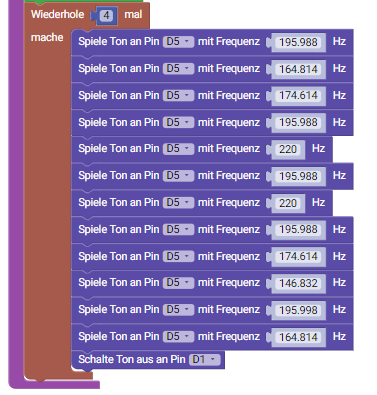 Wiederhole 4 mal
mache
Spiele Ton an Pin D5 mit Frequenz 195.988 Hz
Spiele Ton an Pin D5 mit Frequenz 164.814 Hz
Spiele Ton an Pin D5 mit Frequenz 174.614 Hz
Spiele Ton an Pin D5 mit Frequenz 195.988 Hz
Spiele Ton an Pin D5 mit Frequenz 220 Hz
Spiele Ton an Pin D5 mit Frequenz 195.988 Hz
Spiele Ton an Pin D5 mit Frequenz 220 Hz
Spiele Ton an Pin D5 mit Frequenz 195.988 Hz
Spiele Ton an Pin D5 mit Frequenz 174.614 Hz
Spiele Ton an Pin D5 mit Frequenz 146.832 Hz
Spiele Ton an Pin D5 mit Frequenz 195.998 Hz
Spiele Ton an Pin D5 mit Frequenz 164.814 Hz
Schalte Ton aus an Pin D1